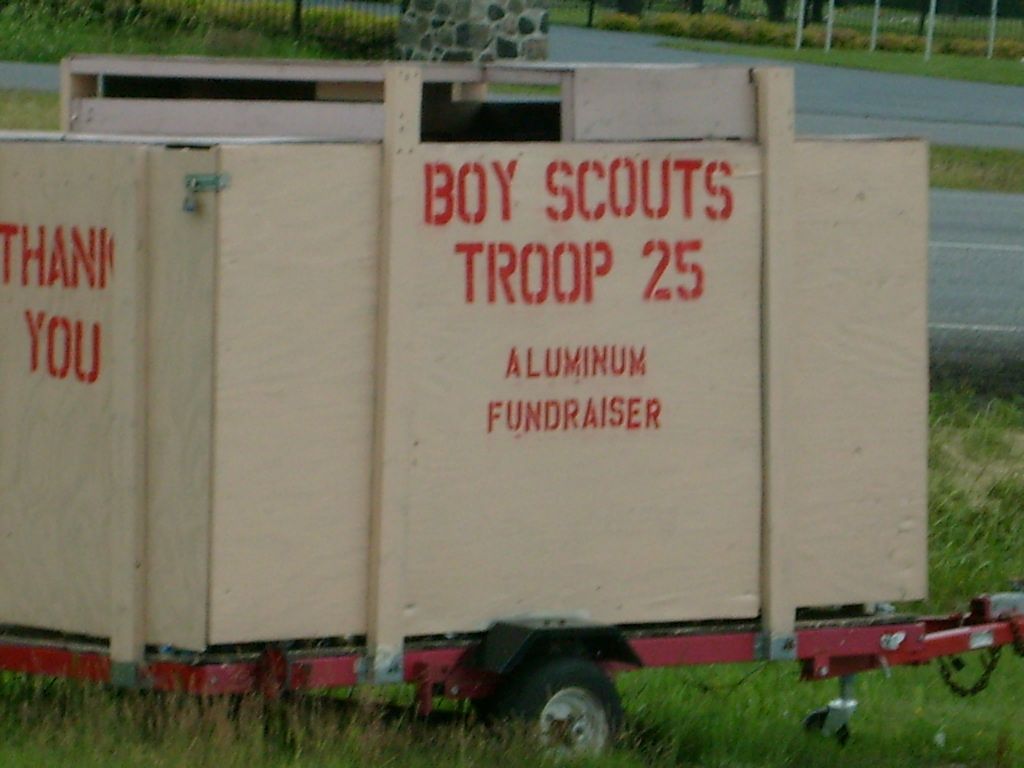 THANK
YOU
BOY SCOUTS
TROOP 25
ALUMINUM
FUNDRAISER